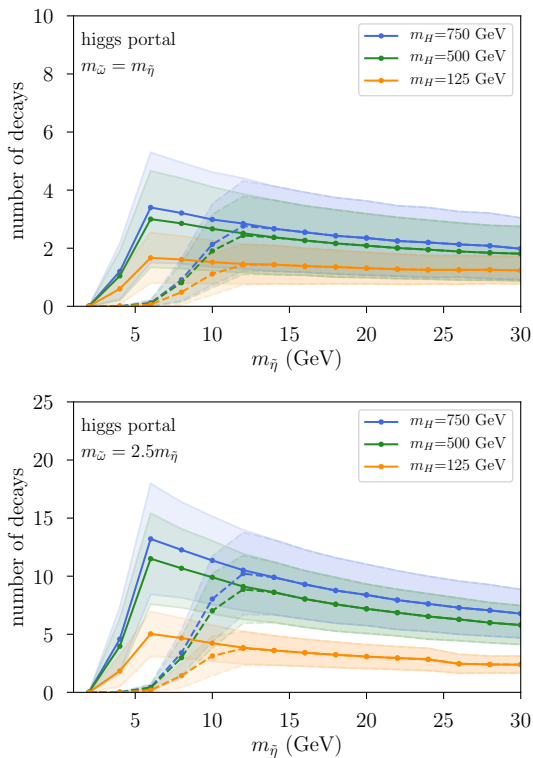 10
8
6
4
2
0
number of decays
higgs portal
m_ω̃ = m_η̃
m_H=750 GeV
m_H=500 GeV
m_H=125 GeV
5
10
15
20
25
30
m_η̃ (GeV)
25
20
15
10
5
0
number of decays
higgs portal
m_ω̃ = 2.5m_η̃
m_H=750 GeV
m_H=500 GeV
m_H=125 GeV
5
10
15
20
25
30
m_η̃ (GeV)